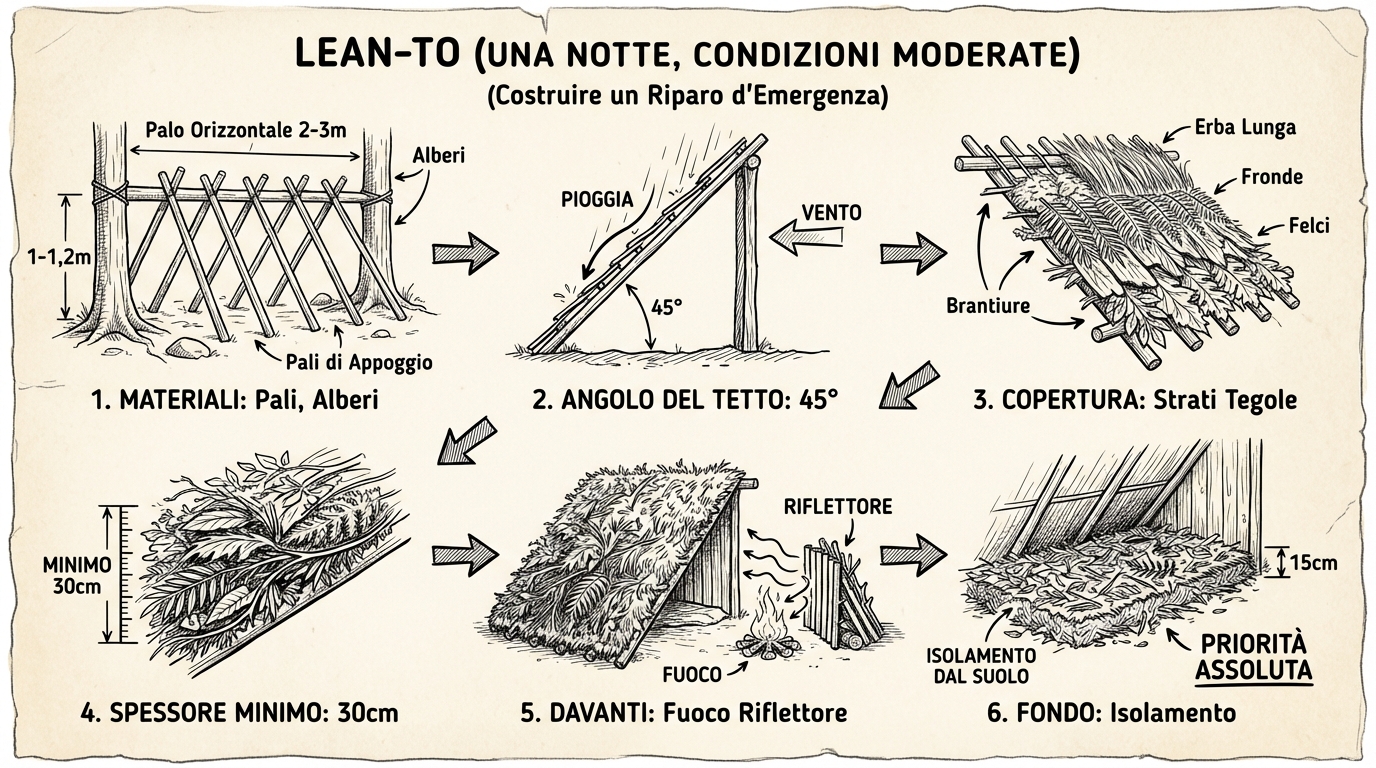 LEAN-TO (UNA NOTTE, CONDIZIONI MODERATE)
(Costruire un Riparo d'Emergenza)
Palo Orizzontale 2-3m
Alberi
1-1,2m
Pali di Appoggio
1. MATERIALI: Pali, Alberi
PIOGGIA
VENTO
45°
2. ANGOLO DEL TETTO: 45°
Erba Lunga
Fronde
Felci
Brantiure
3. COPERTURA: Strati Tegole
MINIMO
30cm
4. SPESSORE MINIMO: 30cm
RIFLETTORE
FUOCO
5. DAVANTI: Fuoco Riflettore
15cm
ISOLAMENTO
DAL SUOLO
PRIORITÀ
ASSOLUTA
6. FONDO: Isolamento